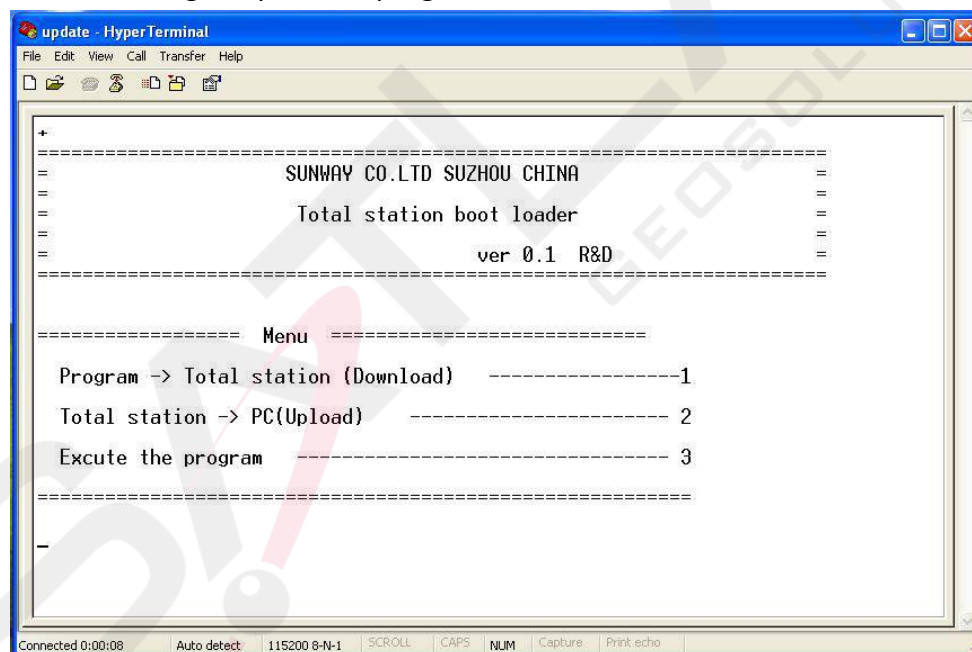 update - HyperTerminal
File Edit View Call Transfer Help
+
==================================================================
= SUNWAY CO.LTD SUZHOU CHINA =
= =
= Total station boot loader =
= =
= ver 0.1 R&D =
==================================================================
================== Menu ============================
Program -> Total station (Download) -----------------1
Total station -> PC(Upload) ----------------------- 2
Excute the program --------------------------------- 3
==========================================================
_
Connected 0:00:08 Auto detect 115200 8-N-1 SCROLL CAPS NUM Capture Print echo
GEOSOLU